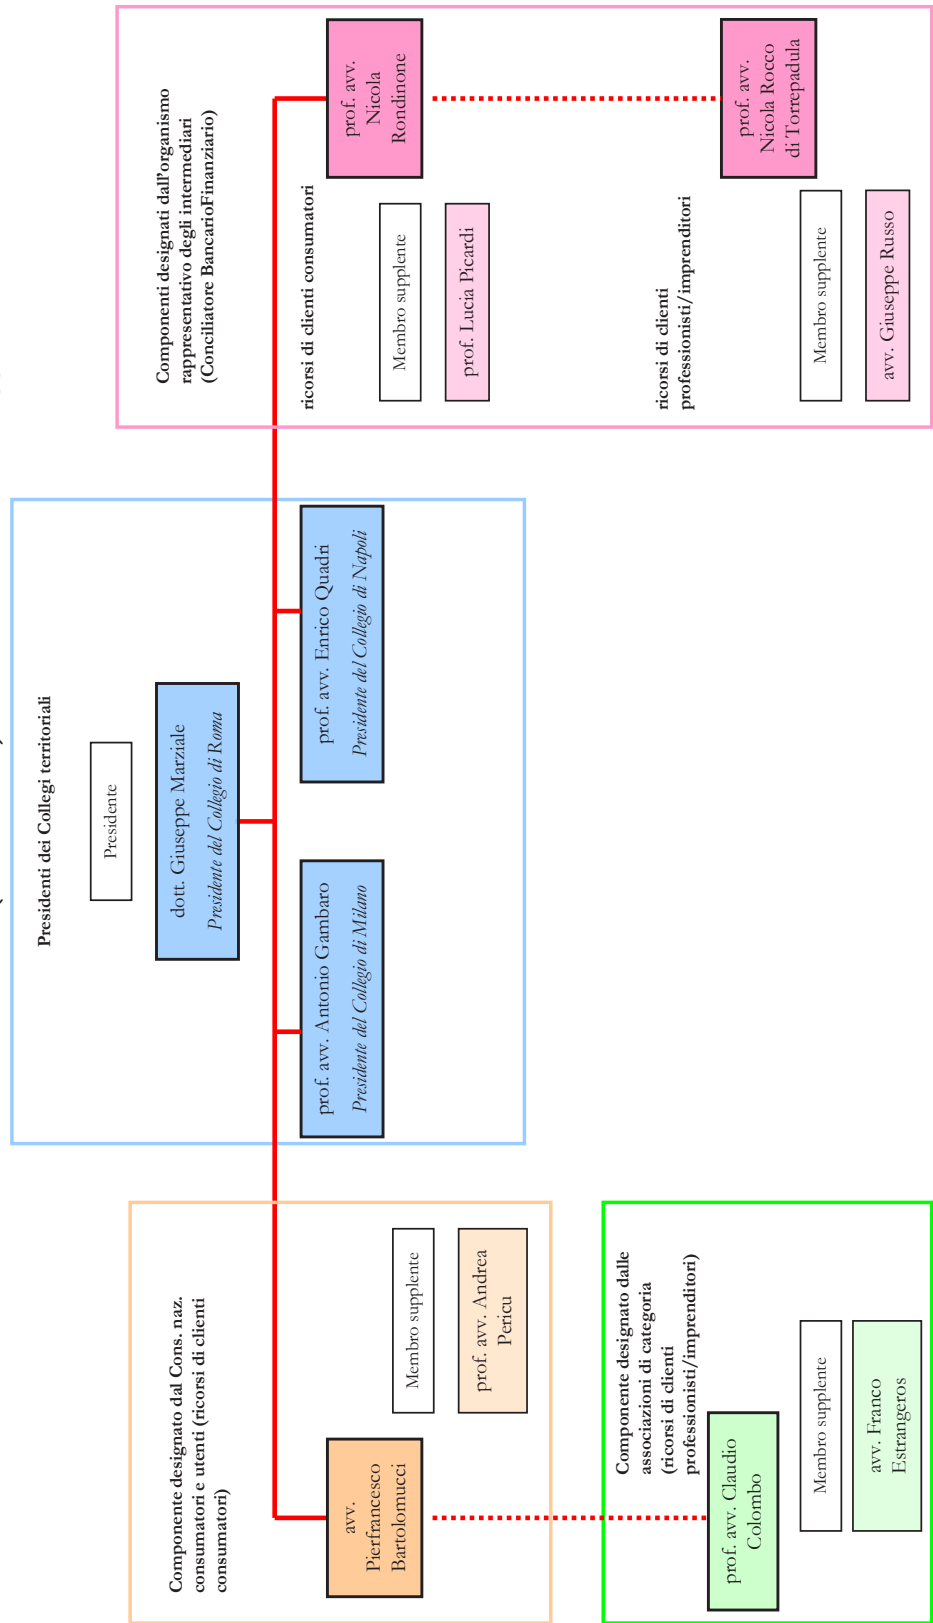 Presidenti dei Collegi territoriali
Presidente
dott. Giuseppe Marziale
Presidente del Collegio di Roma
prof. avv. Antonio Gambaro
Presidente del Collegio di Milano
prof. avv. Enrico Quadri
Presidente del Collegio di Napoli
Componente designato dal Cons. naz.
consumatori e utenti (ricorsi di clienti
consumatori)
avv.
Pierfrancesco
Bartolomucci
Membro supplente
prof. avv. Andrea
Pericu
Componente designato dalle
associazioni di categoria
(ricorsi di clienti
professionisti/imprenditori)
prof. avv. Claudio
Colombo
Membro supplente
avv. Franco
Estrangeros
Componenti designati dall'organismo
rappresentativo degli intermediari
(Conciliatore BancarioFinanziario)
prof. avv.
Nicola
Rondinone
ricorsi di clienti consumatori
Membro supplente
prof. Lucia Picardi
prof. avv.
Nicola Rocco
di Torrepadula
ricorsi di clienti
professionisti/imprenditori
Membro supplente
avv. Giuseppe Russo